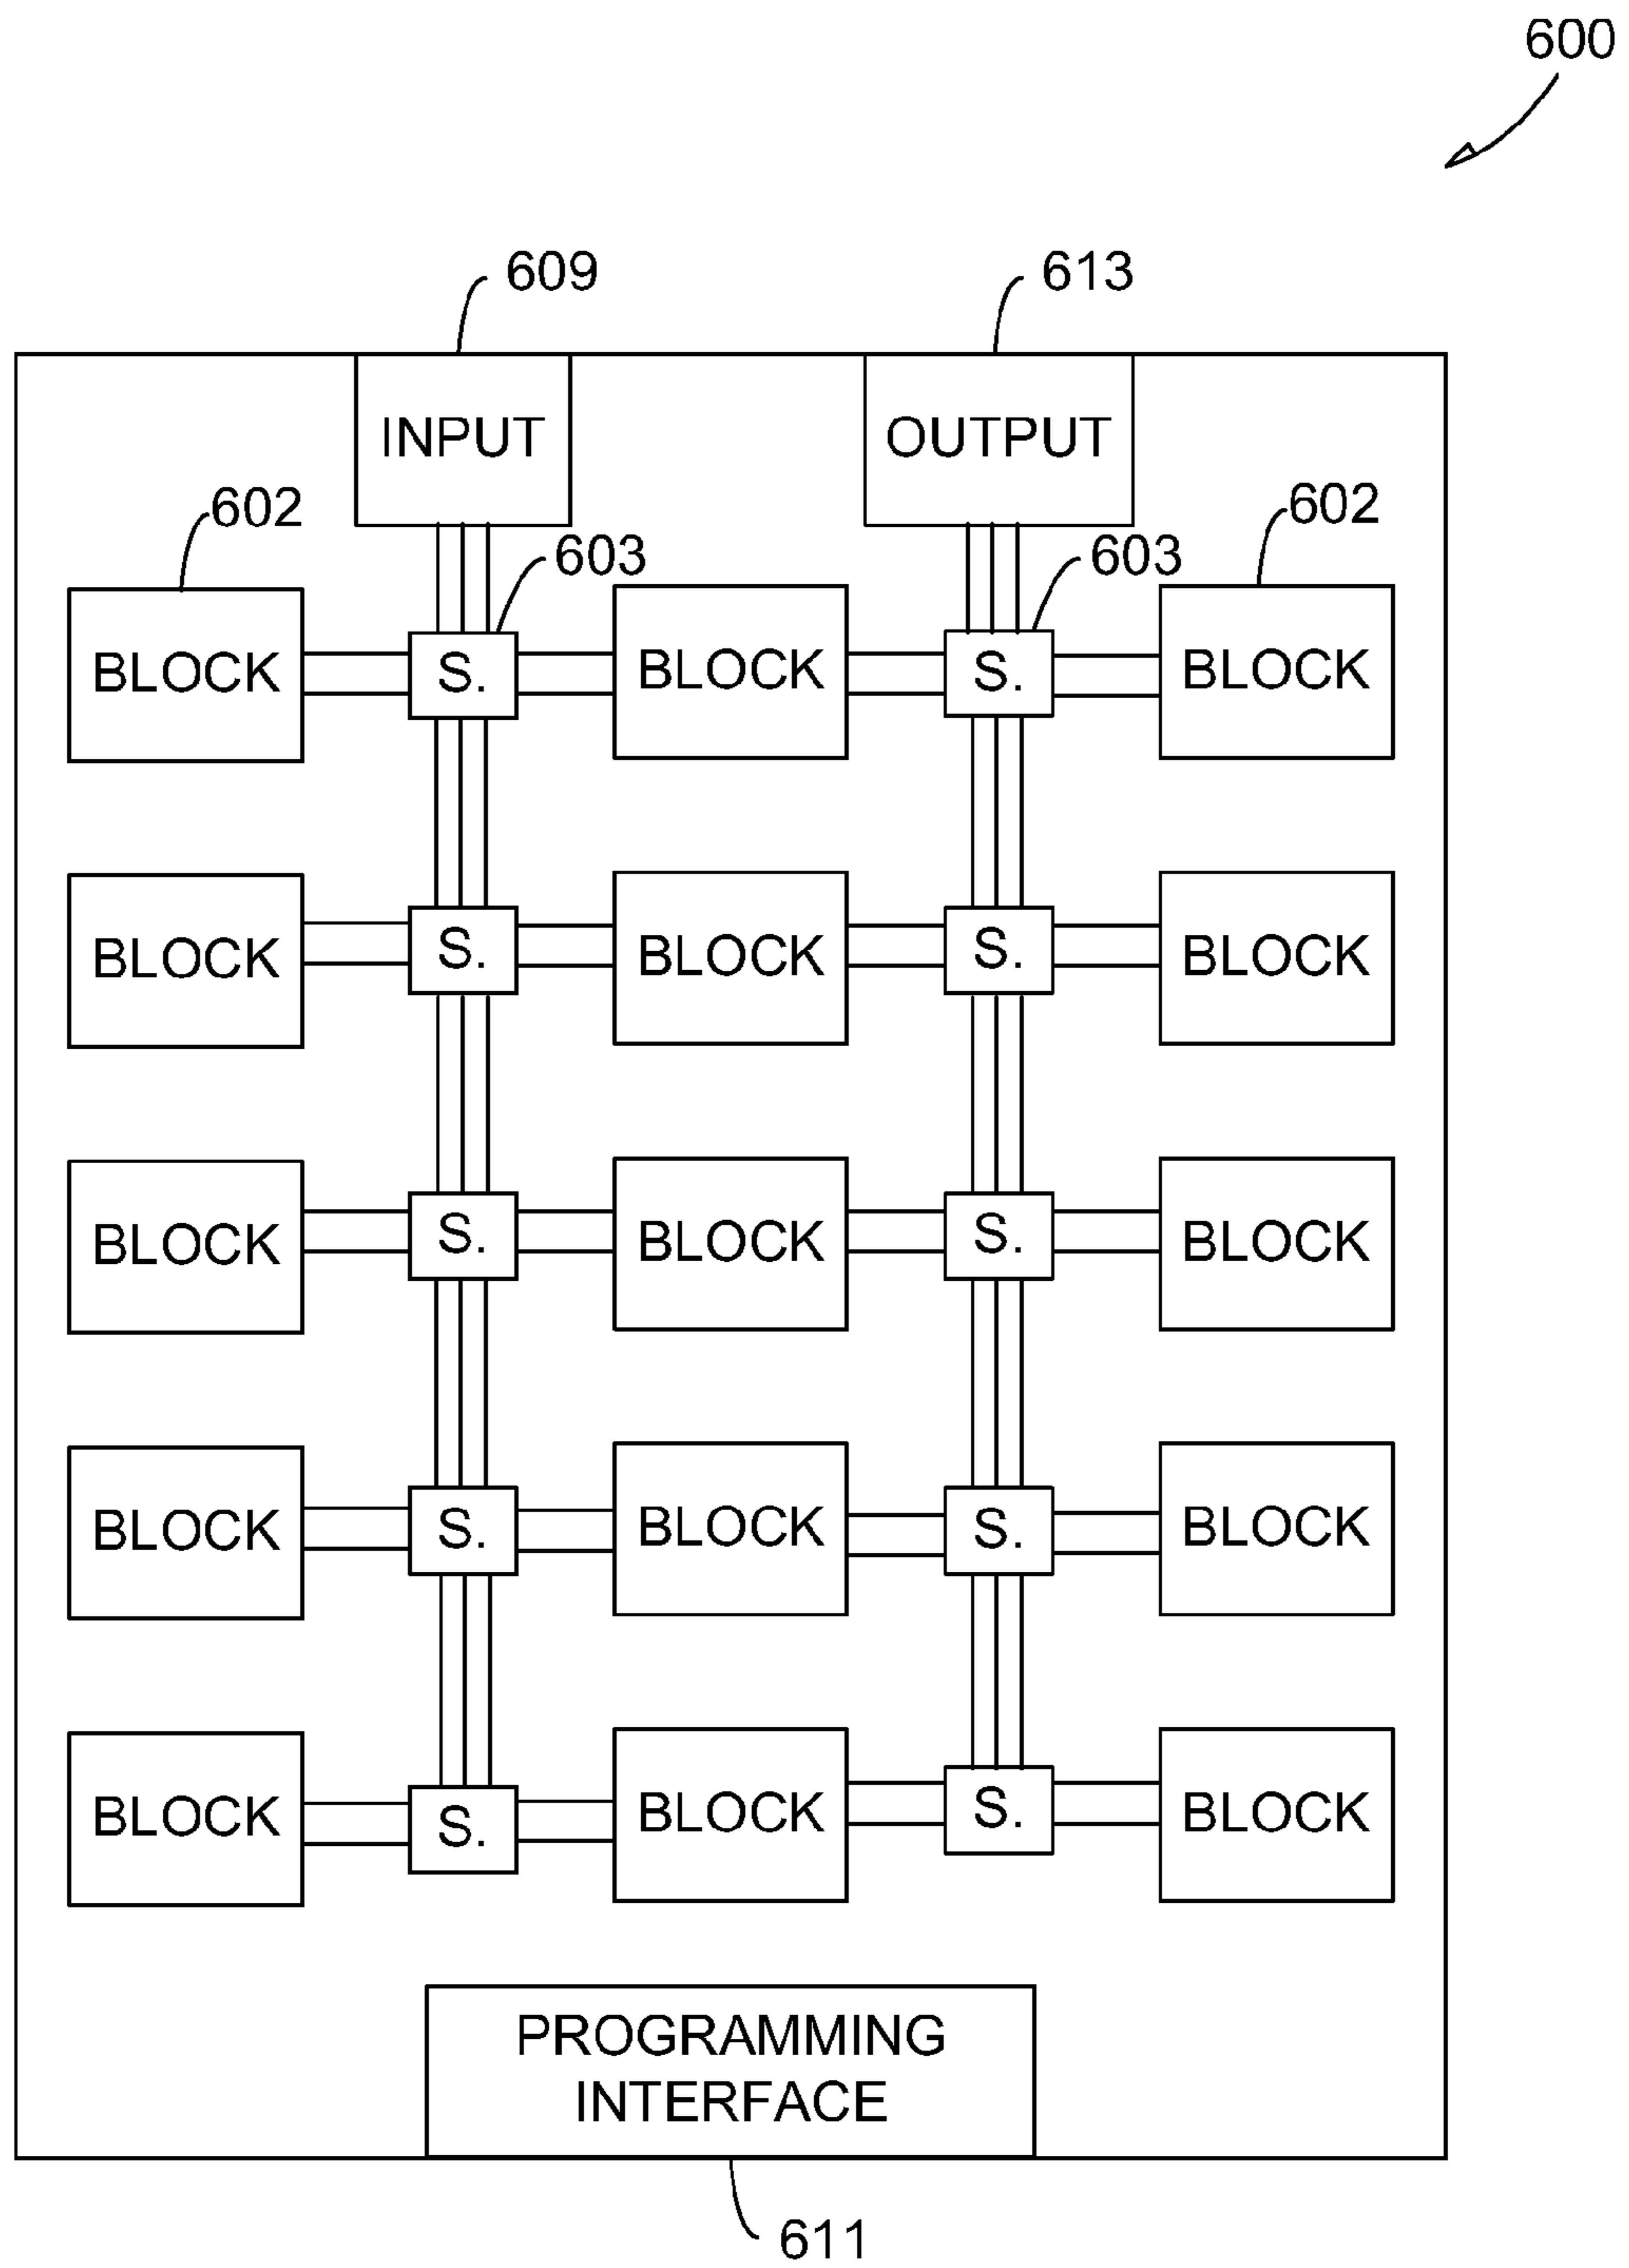 600
609
613
INPUT
OUTPUT
602
602
603
603
BLOCK
S.
BLOCK
S.
BLOCK
BLOCK
S.
BLOCK
S.
BLOCK
BLOCK
S.
BLOCK
S.
BLOCK
BLOCK
S.
BLOCK
S.
BLOCK
BLOCK
S.
BLOCK
S.
BLOCK
PROGRAMMING
INTERFACE
611